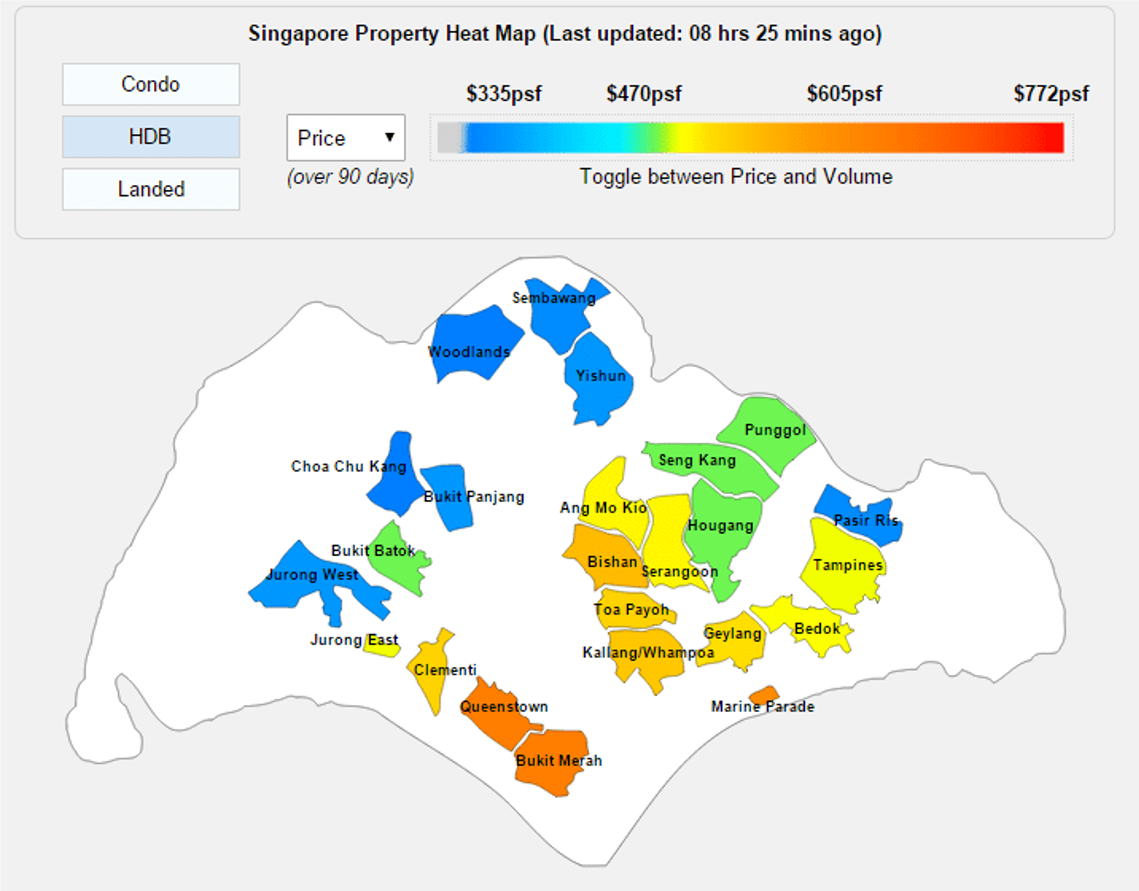 Singapore Property Heat Map (Last updated: 08 hrs 25 mins ago)
Condo
HDB
Landed
Price
(over 90 days)
$335psf $470psf $605psf $772psf
Toggle between Price and Volume
Sembawang
Woodlands
Yishun
Punggol
Seng Kang
Choa Chu Kang
Bukit Panjang
Ang Mo Kio
Pasir Ris
Hougang
Bukit Batok
Bishan
Tampines
Serangoon
Jurong West
Toa Payoh
Bedok
Geylang
Jurong East
Kallang/Whampoa
Clementi
Queenstown
Marine Parade
Bukit Merah